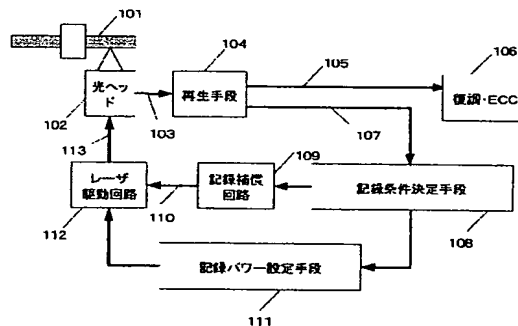 101
104
106
105
光ヘッ
ド
再生手段
復調・ECC
102
103
107
113
109
レーザ
駆動回路
記録補償
回路
記録条件決定手段
110
112
108
記録パワー設定手段
111